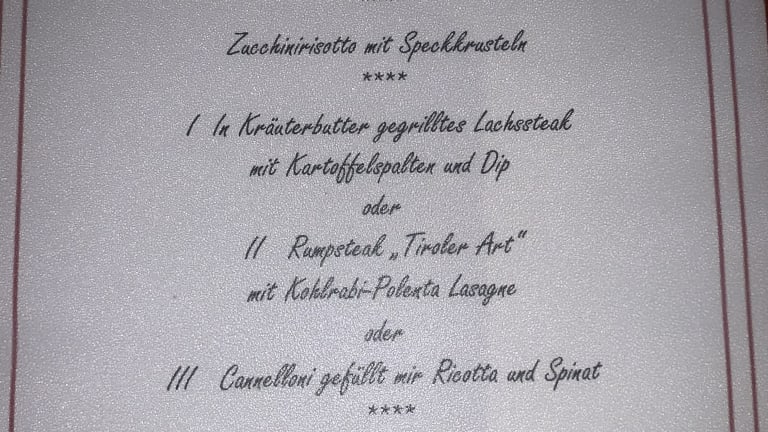 Zucchinirisotto mit Speckkrusteln
****
I In Kräuterbutter gegrilltes Lachssteak
mit Kartoffelspalten und Dip
oder
II Rumpsteak „Tiroler Art“
mit Kohlrabi-Polenta Lasagne
oder
III Cannelloni gefüllt mir Ricotta und Spinat
****